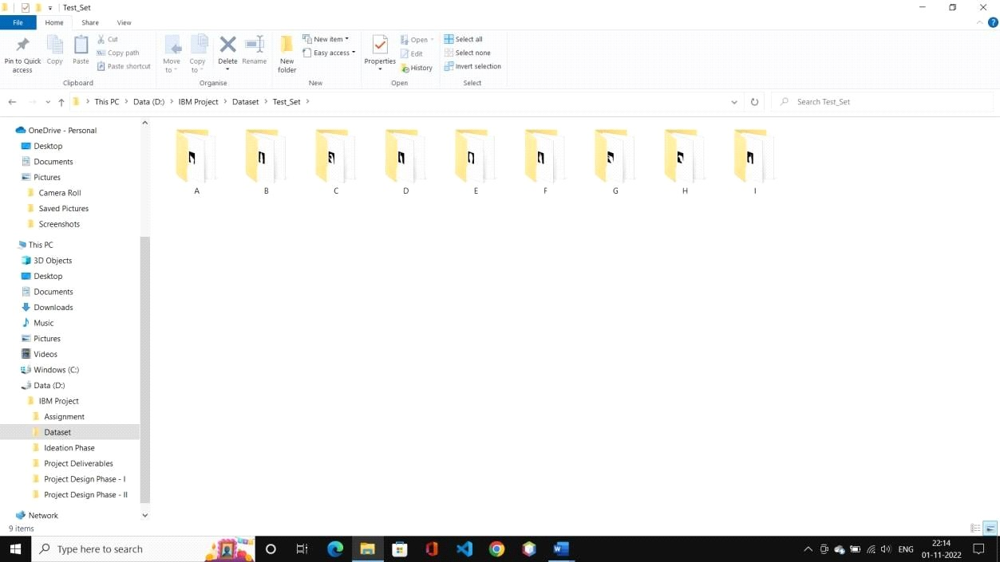 Test_Set
File Home Share View
Pin to Quick access
Copy
Paste
Cut
Copy path
Paste shortcut
Clipboard
Move to
Copy to
Delete
Rename
Organise
New folder
New item
Easy access
New
Properties
Open
Edit
History
Open
Select all
Select none
Invert selection
Select
This PC > Data (D:) > IBM Project > Dataset > Test_Set >
Search Test_Set
OneDrive - Personal
Desktop
Documents
Pictures
Camera Roll
Saved Pictures
Screenshots
This PC
3D Objects
Desktop
Documents
Downloads
Music
Pictures
Videos
Windows (C:)
Data (D:)
IBM Project
Assignment
Dataset
Ideation Phase
Project Deliverables
Project Design Phase - I
Project Design Phase - II
Network
A B C D E F G H I
9 items
Type here to search
ENG
22:14
01-11-2022